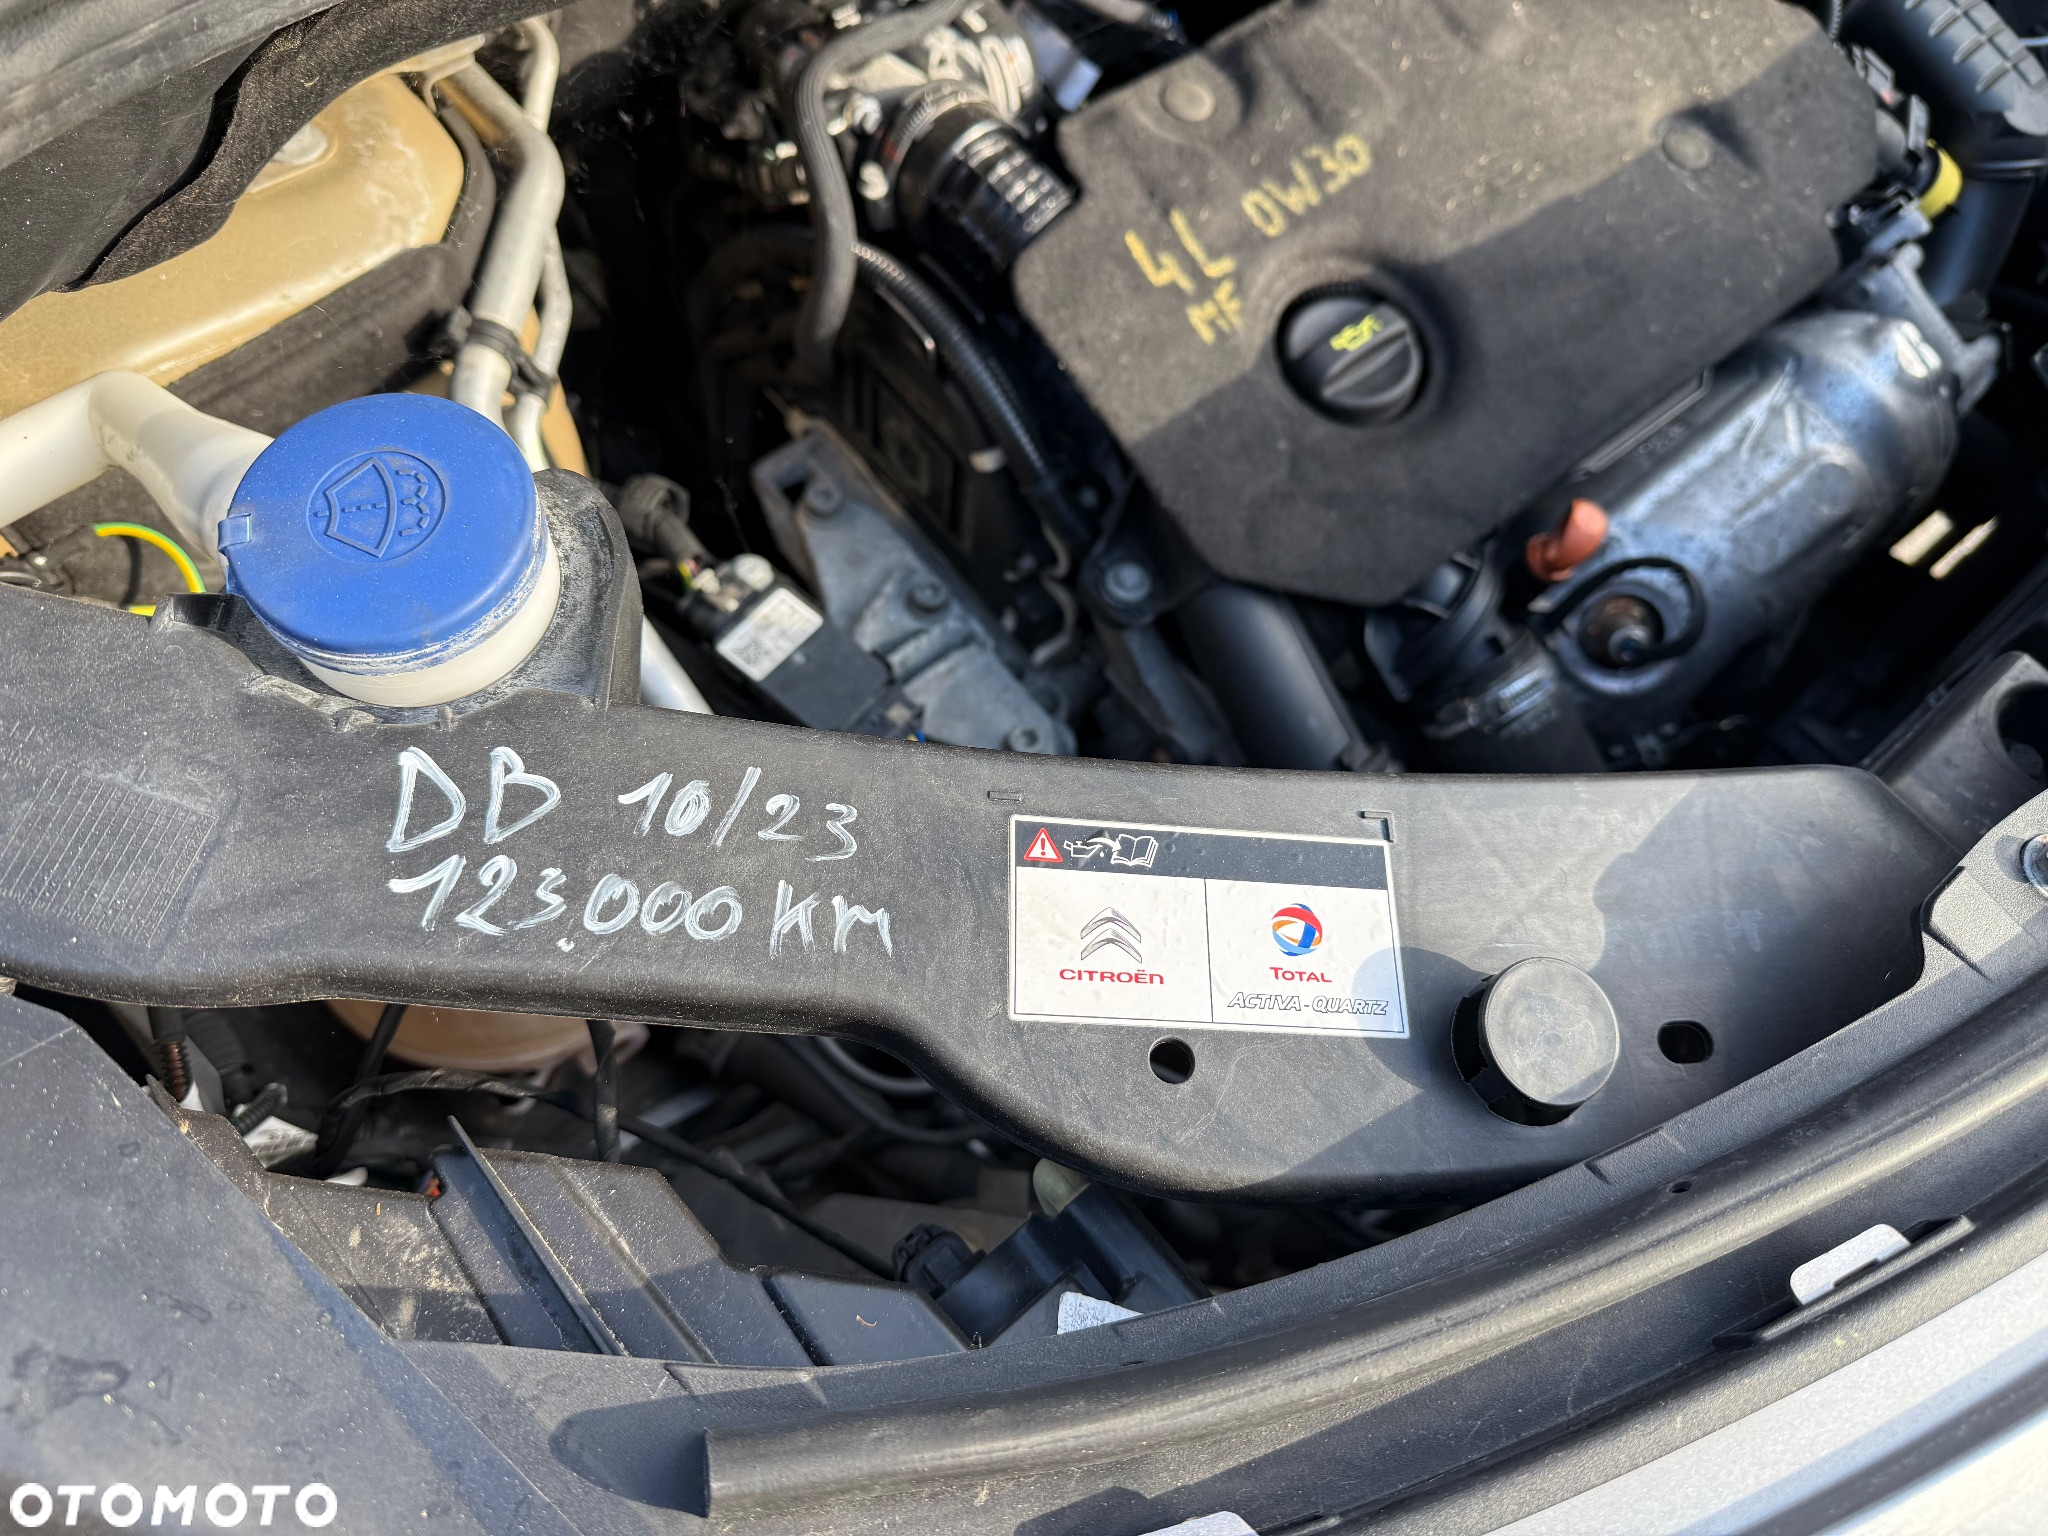 4L 0W30
MF
DB 10/23
123.000 KM
CITROËN
TOTAL
ACTIVA-QUARTZ
OTOMOTO